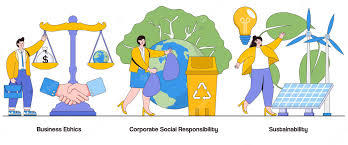 $
Business Ethics
Corporate Social Responsibility
Sustainability